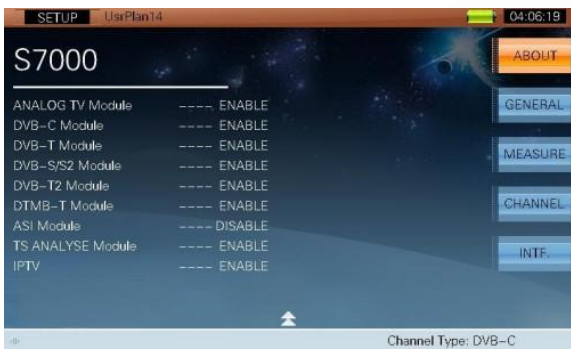 SETUP UsrPlan14 04:06:19
S7000
ABOUT
ANALOG TV Module ---- ENABLE
GENERAL
DVB-C Module ---- ENABLE
DVB-T Module ---- ENABLE
MEASURE
DVB-S/S2 Module ---- ENABLE
DVB-T2 Module ---- ENABLE
DTMB-T Module ---- ENABLE
CHANNEL
ASI Module ---- DISABLE
TS ANALYSE Module ---- ENABLE
INTF.
IPTV ---- ENABLE
Channel Type: DVB-C